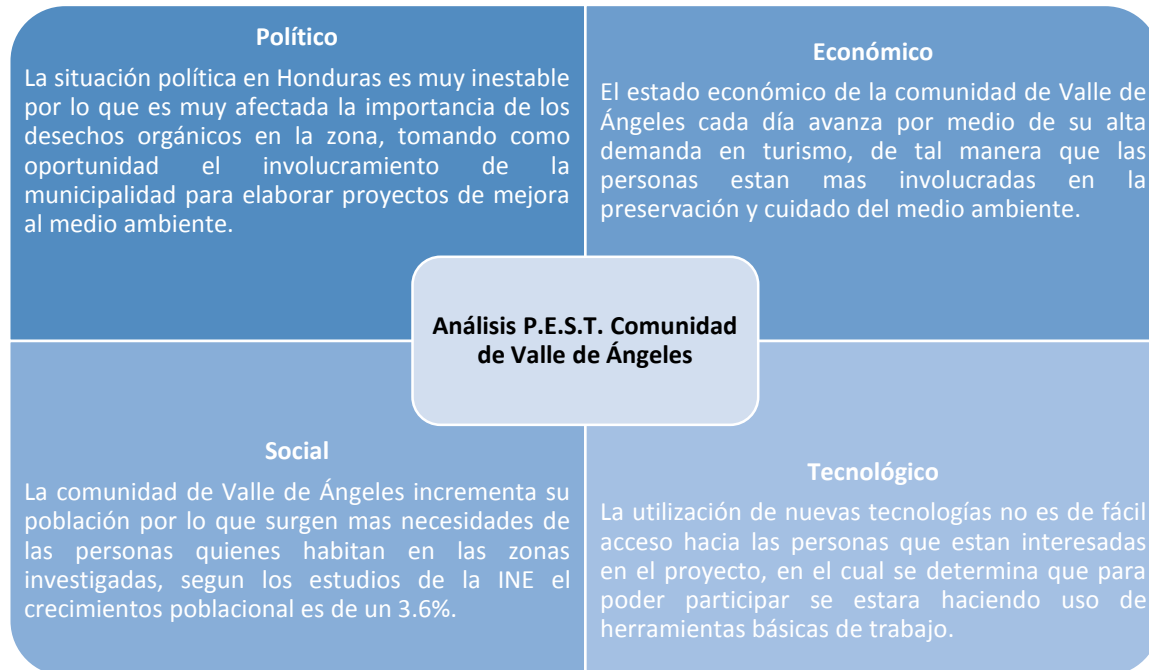 Político
La situación política en Honduras es muy inestable
por lo que es muy afectada la importancia de los
desechos orgánicos en la zona, tomando como
oportunidad el involucramiento de la
municipalidad para elaborar proyectos de mejora
al medio ambiente.
Económico
El estado económico de la comunidad de Valle de
Ángeles cada día avanza por medio de su alta
demanda en turismo, de tal manera que las
personas estan mas involucradas en la
preservación y cuidado del medio ambiente.
Análisis P.E.S.T. Comunidad
de Valle de Ángeles
Social
La comunidad de Valle de Ángeles incrementa su
población por lo que surgen mas necesidades de
las personas quienes habitan en las zonas
investigadas, segun los estudios de la INE el
crecimientos poblacional es de un 3.6%.
Tecnológico
La utilización de nuevas tecnologías no es de fácil
acceso hacia las personas que estan interesadas
en el proyecto, en el cual se determina que para
poder participar se estara haciendo uso de
herramientas básicas de trabajo.